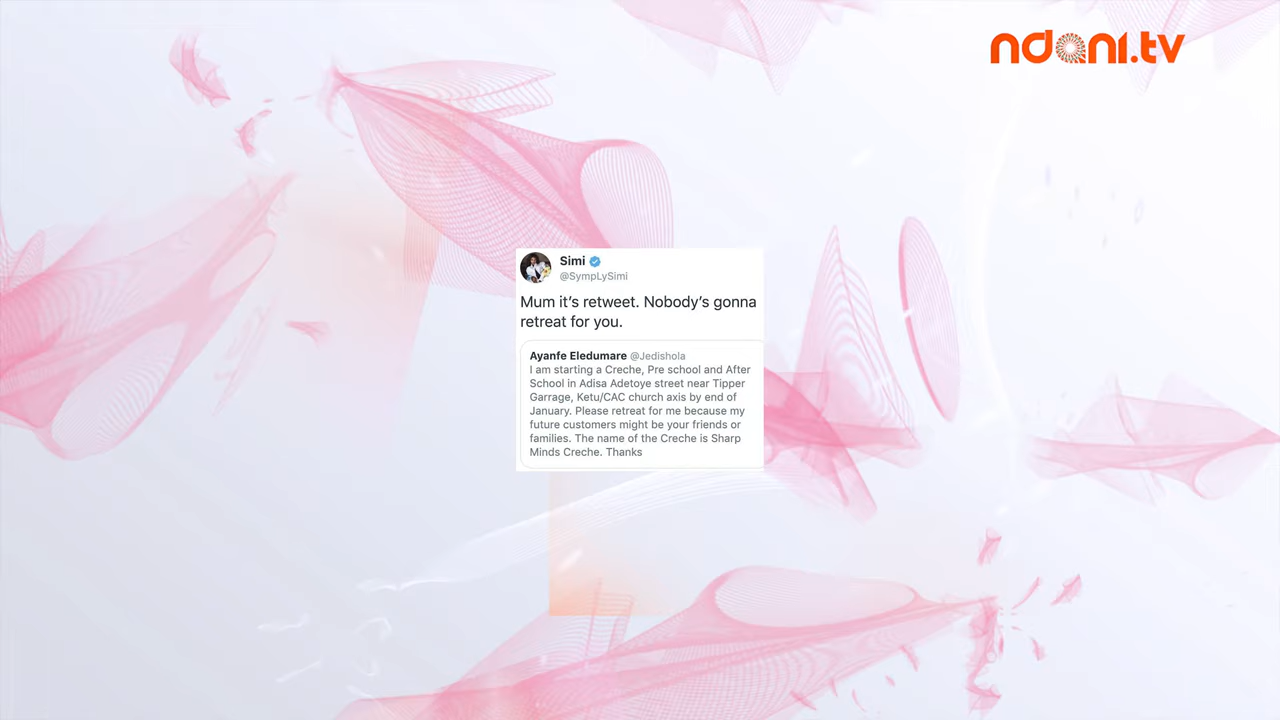 ndani.tv
Simi
@SympLySimi
Mum it’s retweet. Nobody’s gonna
retreat for you.
Ayanfe Eledumare @Jedishola
I am starting a Creche, Pre school and After
School in Adisa Adetoye street near Tipper
Garrage, Ketu/CAC church axis by end of
January. Please retreat for me because my
future customers might be your friends or
families. The name of the Creche is Sharp
Minds Creche. Thanks